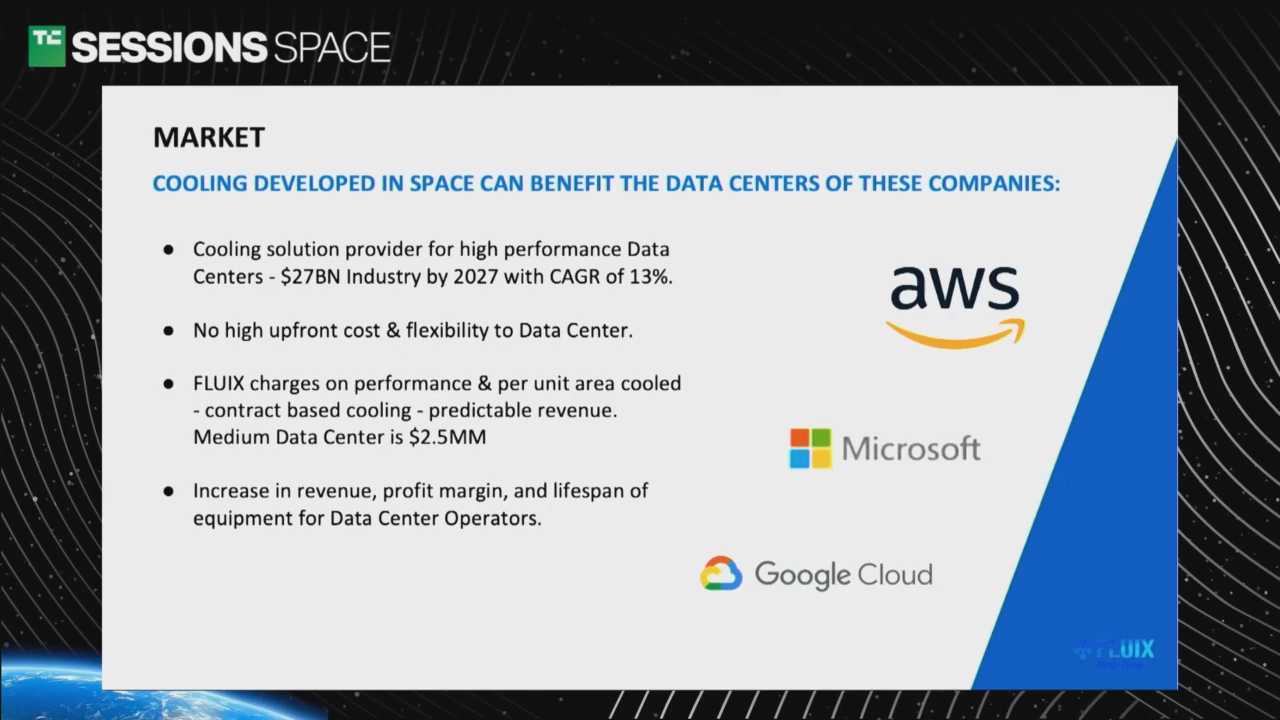 TC SESSIONS SPACE
MARKET
COOLING DEVELOPED IN SPACE CAN BENEFIT THE DATA CENTERS OF THESE COMPANIES:
● Cooling solution provider for high performance Data
Centers - $27BN Industry by 2027 with CAGR of 13%.
● No high upfront cost & flexibility to Data Center.
● FLUIX charges on performance & per unit area cooled
- contract based cooling - predictable revenue.
Medium Data Center is $2.5MM
● Increase in revenue, profit margin, and lifespan of
equipment for Data Center Operators.
aws
Microsoft
Google Cloud
FLUIX